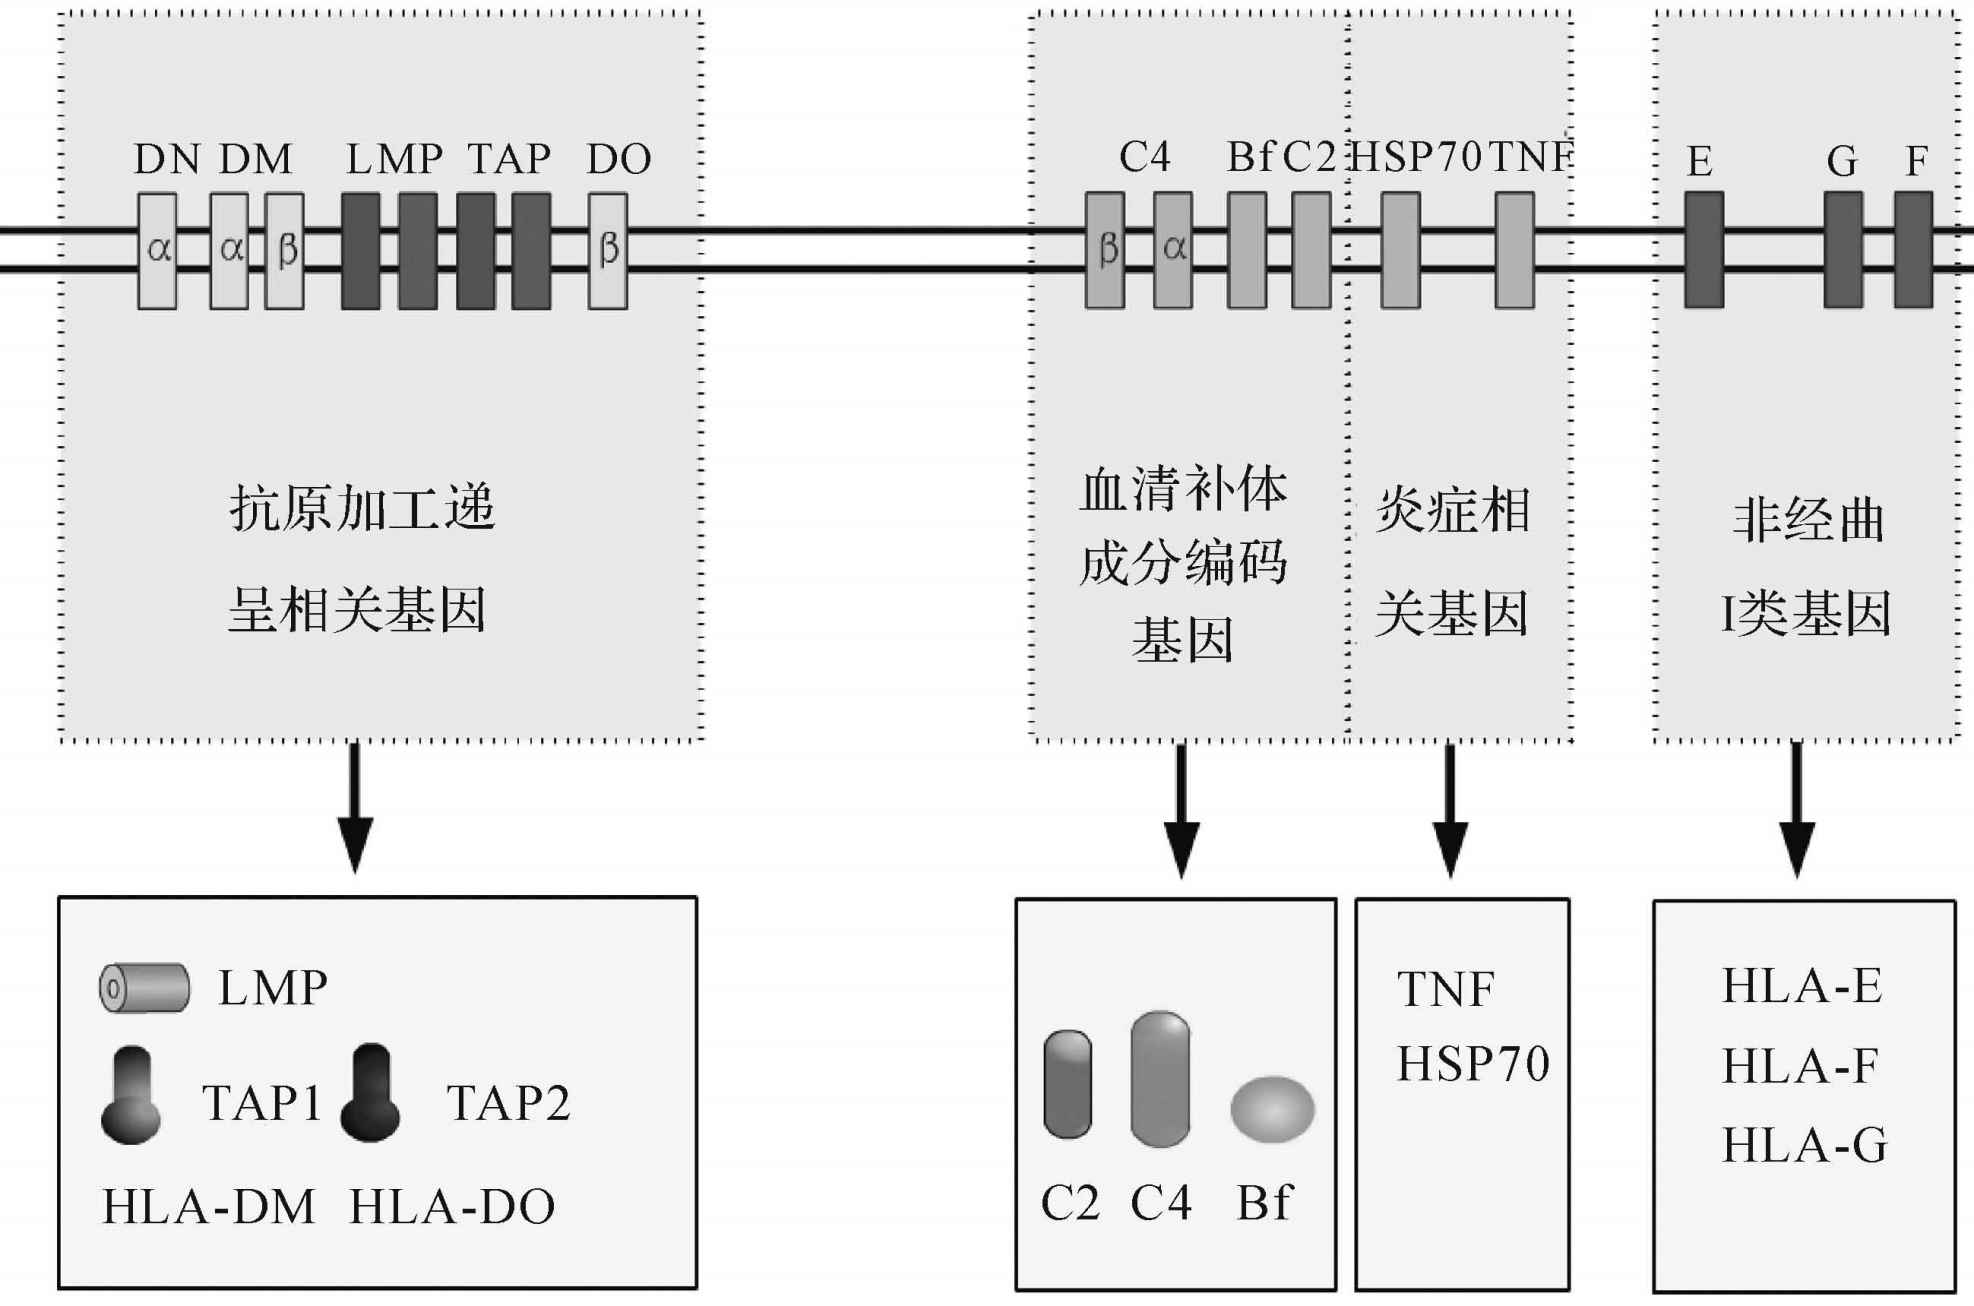 DN DM LMP TAP DO
α α β β
抗原加工递
呈相关基因
LMP
TAP1 TAP2
HLA-DM HLA-DO
C4 Bf C2
β α
血清补体
成分编码
基因
C2 C4 Bf
HSP70 TNF
炎症相
关基因
TNF
HSP70
E G F
非经曲
I类基因
HLA-E
HLA-F
HLA-G